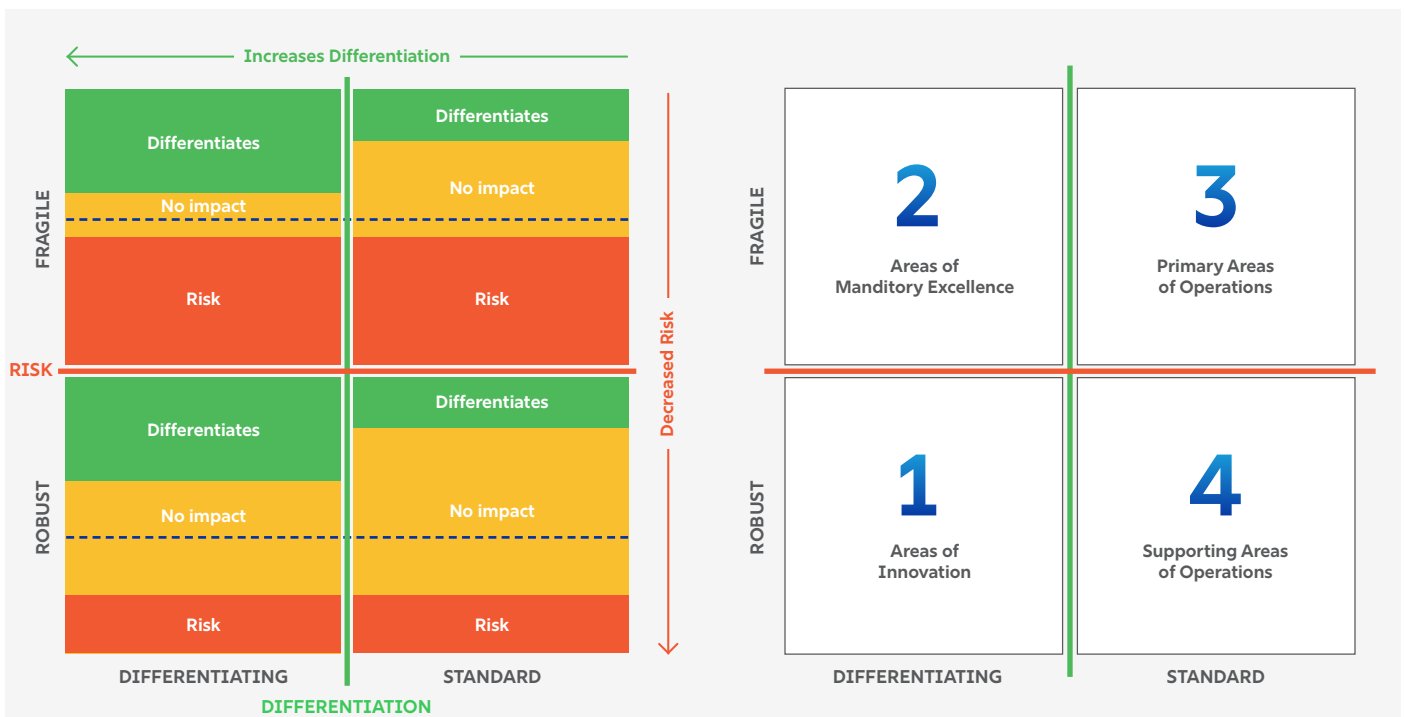 Increases Differentiation
FRAGILE
Differentiates
No impact
Risk
Differentiates
No impact
Risk
Decreased Risk
RISK
ROBUST
Differentiates
No impact
Risk
Differentiates
No impact
Risk
DIFFERENTIATING
STANDARD
DIFFERENTIATION
FRAGILE
2
Areas of
Manditory Excellence
3
Primary Areas
of Operations
ROBUST
1
Areas of
Innovation
4
Supporting Areas
of Operations
DIFFERENTIATING
STANDARD